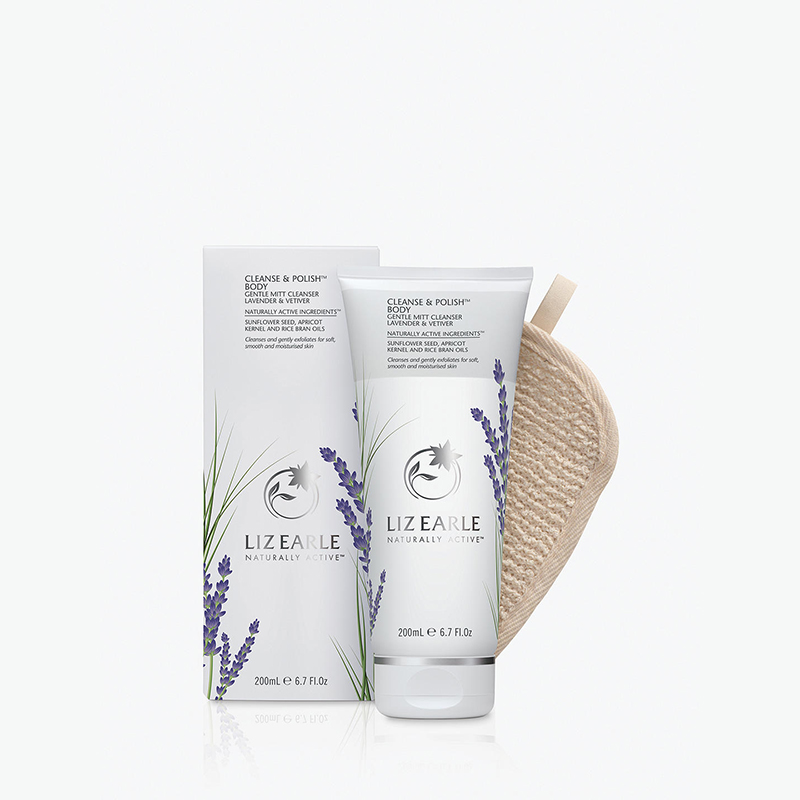 CLEANSE & POLISH™
BODY
GENTLE MITT CLEANSER
LAVENDER & VETIVER
NATURALLY ACTIVE INGREDIENTS™
SUNFLOWER SEED, APRICOT
KERNEL AND RICE BRAN OILS
Cleanses and gently exfoliates for soft,
smooth and moisturised skin
LIZ EARLE
NATURALLY ACTIVE™
200mL ℮ 6.7 Fl.Oz
CLEANSE & POLISH™
BODY
GENTLE MITT CLEANSER
LAVENDER & VETIVER
NATURALLY ACTIVE INGREDIENTS™
SUNFLOWER SEED, APRICOT
KERNEL AND RICE BRAN OILS
Cleanses and gently exfoliates for soft,
smooth and moisturised skin
LIZ EARLE
NATURALLY ACTIVE™
200mL ℮ 6.7 Fl.Oz